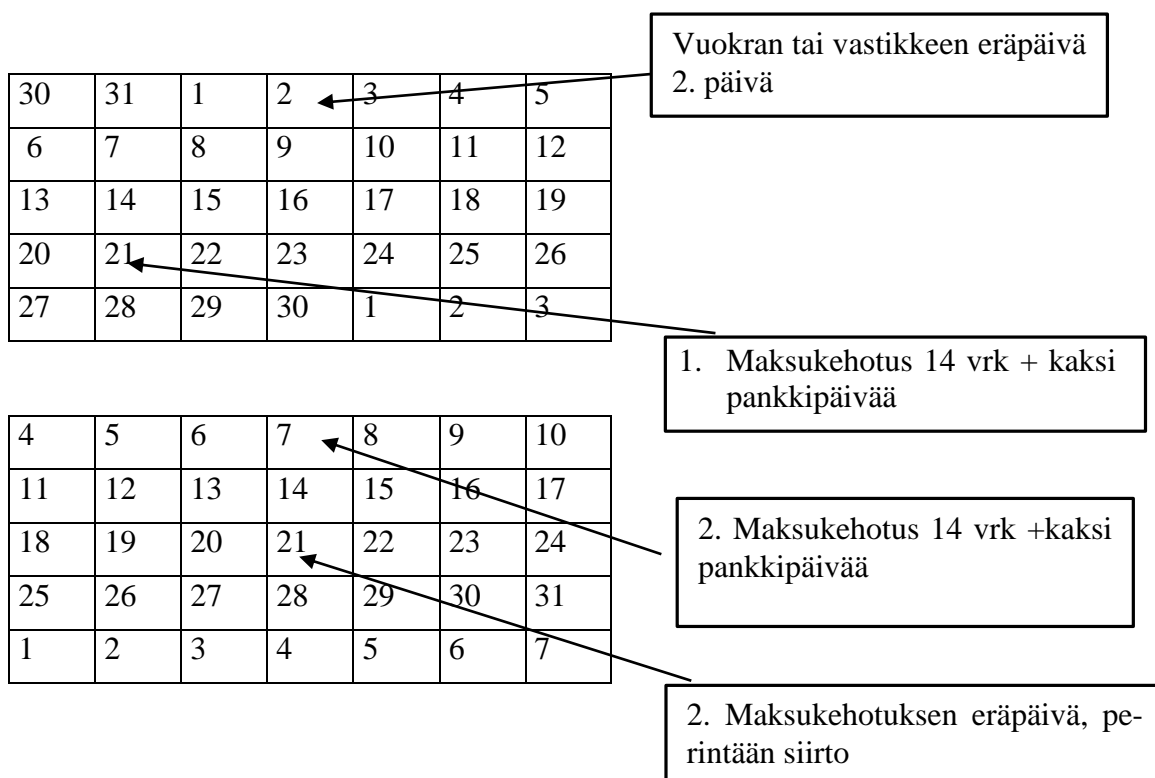 Vuokran tai vastikkeen eräpäivä
2. päivä
30 31 1 2 3 4 5
6 7 8 9 10 11 12
13 14 15 16 17 18 19
20 21 22 23 24 25 26
27 28 29 30 1 2 3
1. Maksukehotus 14 vrk + kaksi
pankkipäivää
4 5 6 7 8 9 10
11 12 13 14 15 16 17
18 19 20 21 22 23 24
25 26 27 28 29 30 31
1 2 3 4 5 6 7
2. Maksukehotus 14 vrk +kaksi
pankkipäivää
2. Maksukehotuksen eräpäivä, pe-
rintään siirto